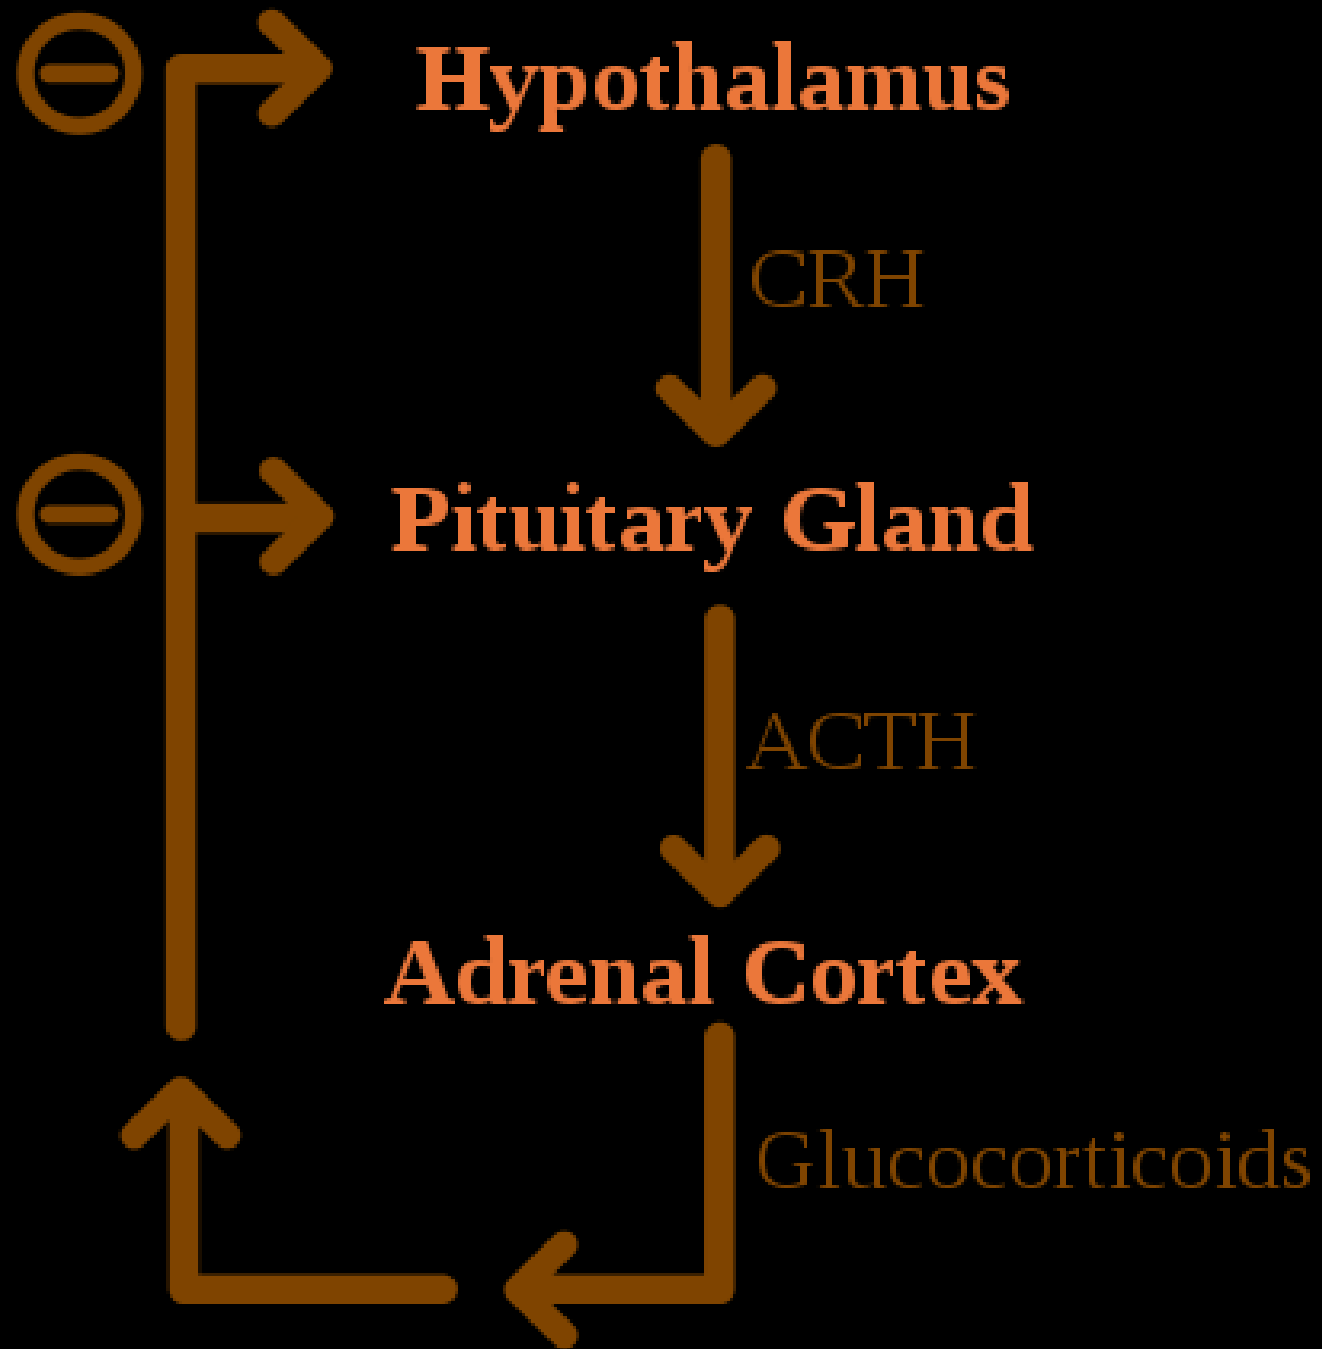 Hypothalamus
CRH
Pituitary Gland
ACTH
Adrenal Cortex
Glucocorticoids